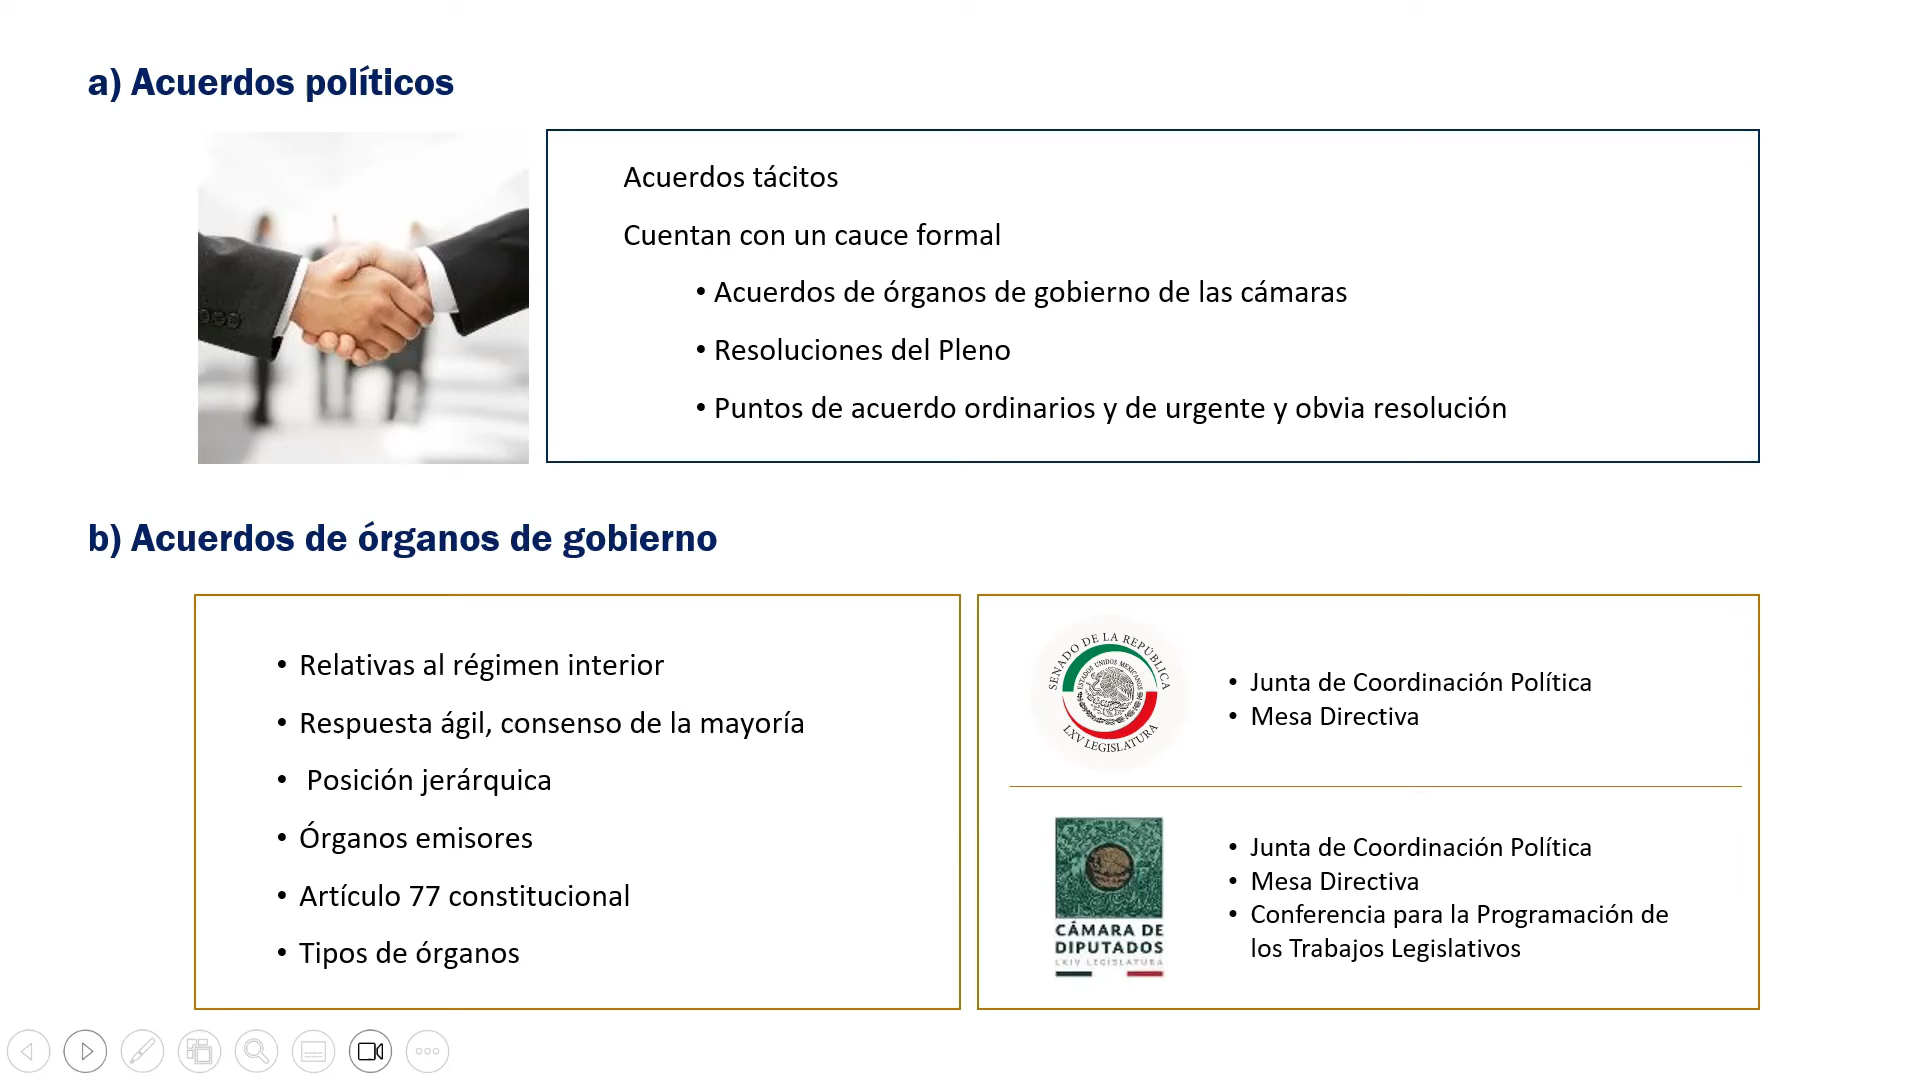 a) Acuerdos políticos
Acuerdos tácitos
Cuentan con un cauce formal
• Acuerdos de órganos de gobierno de las cámaras
• Resoluciones del Pleno
• Puntos de acuerdo ordinarios y de urgente y obvia resolución
b) Acuerdos de órganos de gobierno
• Relativas al régimen interior
• Respuesta ágil, consenso de la mayoría
• Posición jerárquica
• Órganos emisores
• Artículo 77 constitucional
• Tipos de órganos
SENADO DE LA REPÚBLICA
ESTADOS UNIDOS MEXICANOS
LXV LEGISLATURA
• Junta de Coordinación Política
• Mesa Directiva
CÁMARA DE
DIPUTADOS
LXIV LEGISLATURA
• Junta de Coordinación Política
• Mesa Directiva
• Conferencia para la Programación de
los Trabajos Legislativos